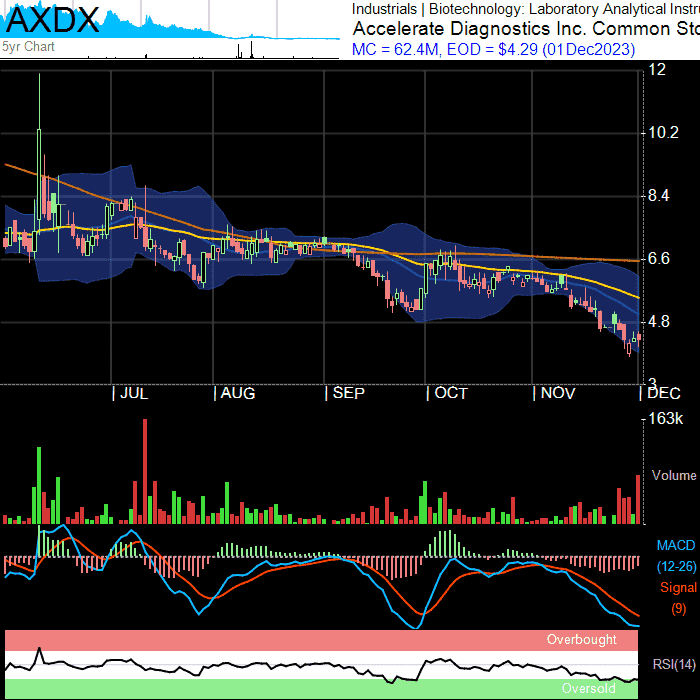 AXDX
5yr Chart
Industrials | Biotechnology: Laboratory Analytical Instru
Accelerate Diagnostics Inc. Common Sto
MC = 62.4M, EOD = $4.29 (01Dec2023)
12
10.2
8.4
6.6
4.8
3
| JUL | AUG | SEP | OCT | NOV | DEC
163k
Volume
MACD
(12-26)
Signal
(9)
Overbought
RSI(14)
Oversold